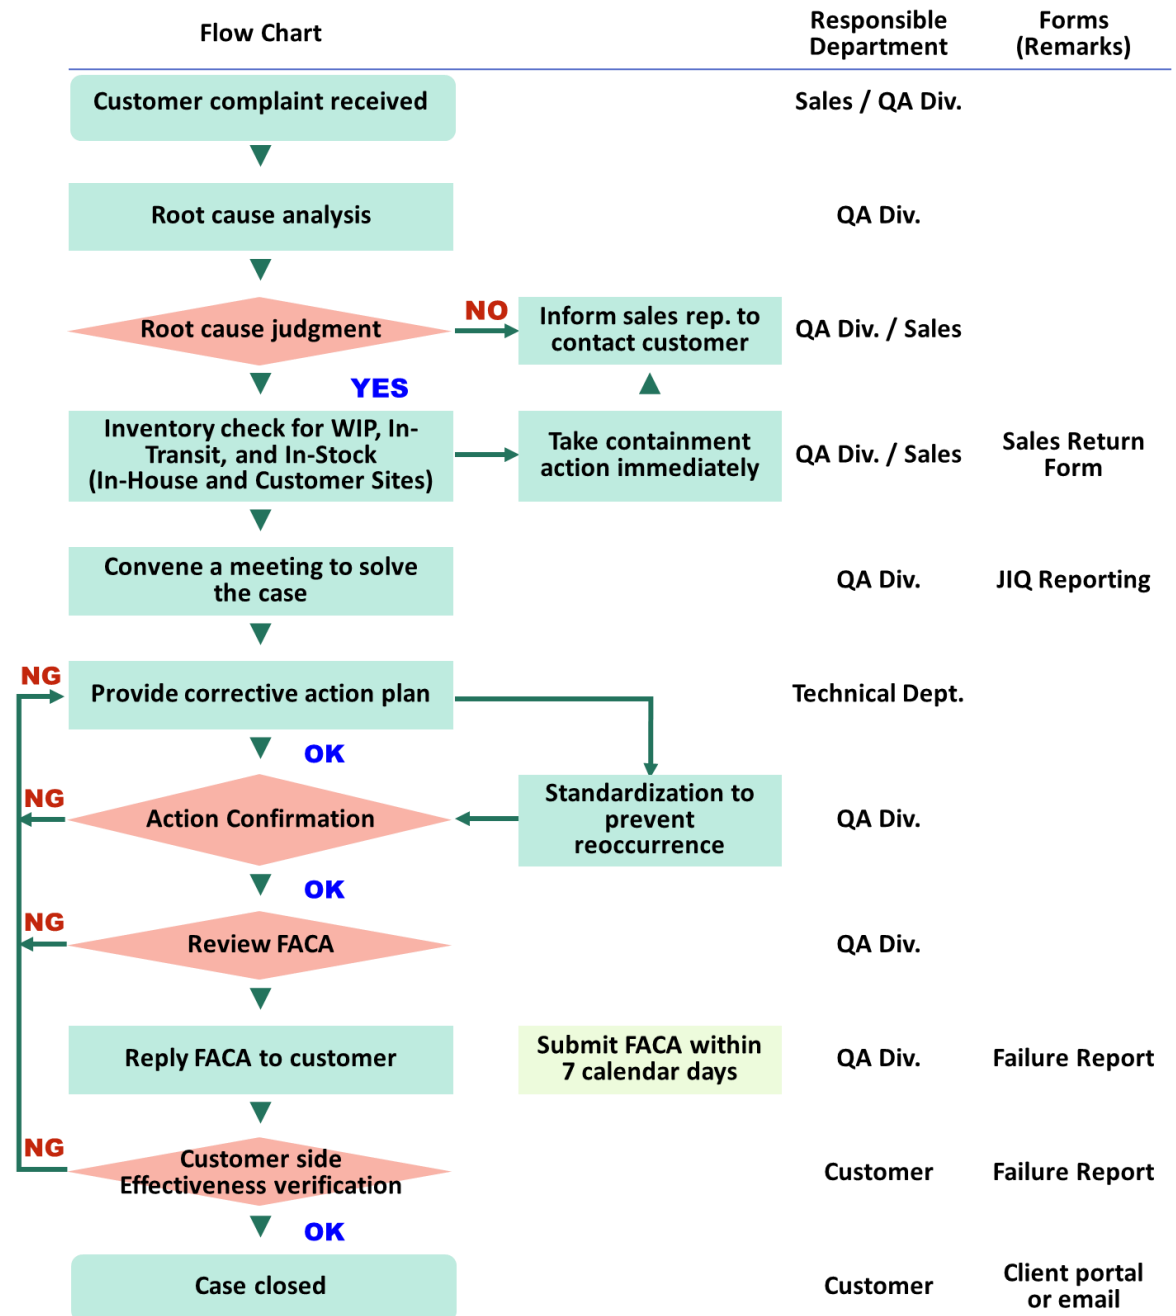 Flow Chart
Responsible
Department
Forms
(Remarks)
Customer complaint received
Sales / QA Div.
Root cause analysis
QA Div.
Root cause judgment
NO
Inform sales rep. to
contact customer
QA Div. / Sales
YES
Inventory check for WIP, In-
Transit, and In-Stock
(In-House and Customer Sites)
Take containment
action immediately
QA Div. / Sales
Sales Return
Form
Convene a meeting to solve
the case
QA Div.
JIQ Reporting
NG
Provide corrective action plan
Technical Dept.
OK
NG
Action Confirmation
Standardization to
prevent
reoccurrence
QA Div.
OK
NG
Review FACA
QA Div.
Reply FACA to customer
Submit FACA within
7 calendar days
QA Div.
Failure Report
NG
Customer side
Effectiveness verification
Customer
Failure Report
OK
Case closed
Customer
Client portal
or email